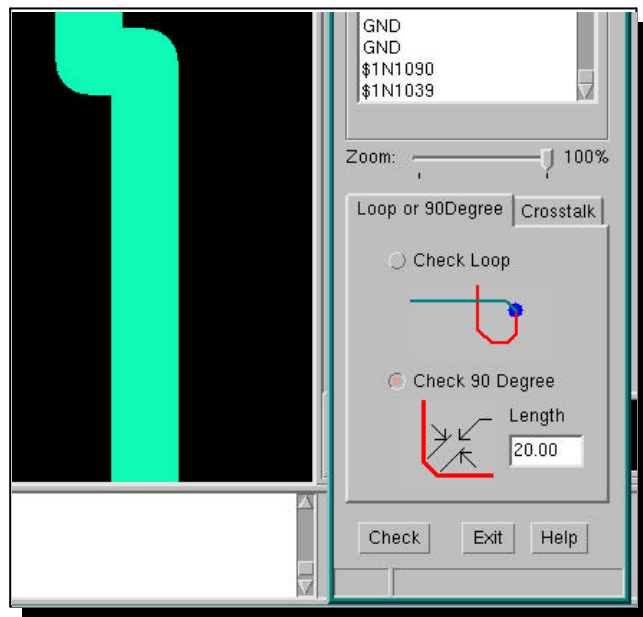 GND
GND
$1N1090
$1N1039
Zoom: 100%
Loop or 90Degree Crosstalk
Check Loop
Check 90 Degree
Length
20.00
Check Exit Help